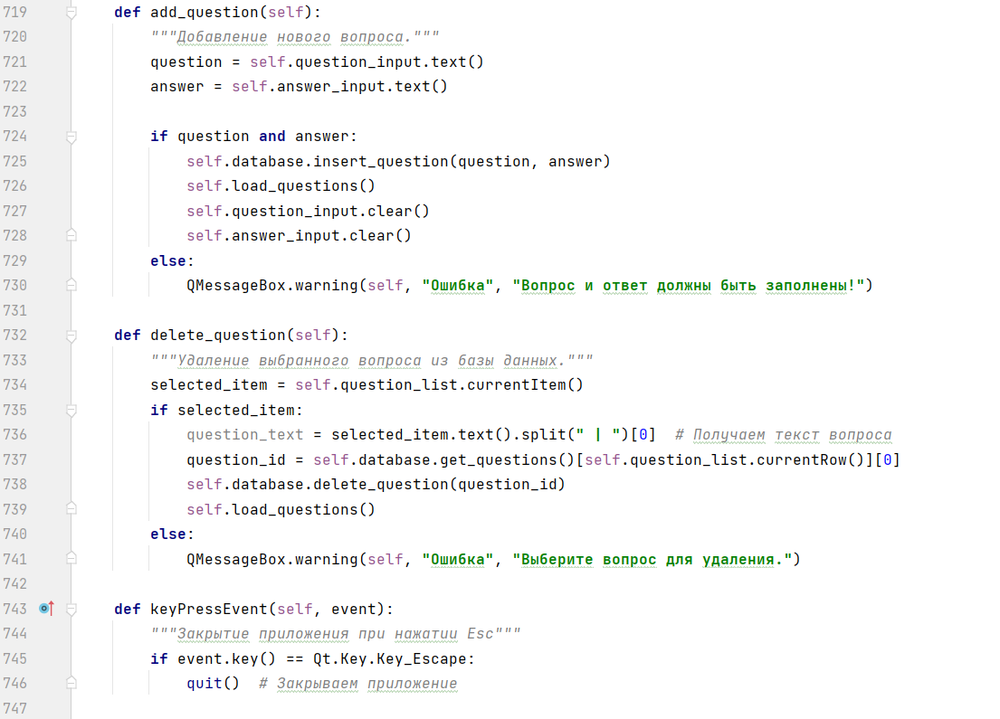 719 def add_question(self):
720 """Добавление нового вопроса."""
721 question = self.question_input.text()
722 answer = self.answer_input.text()
723
724 if question and answer:
725 self.database.insert_question(question, answer)
726 self.load_questions()
727 self.question_input.clear()
728 self.answer_input.clear()
729 else:
730 QMessageBox.warning(self, "Ошибка", "Вопрос и ответ должны быть заполнены!")
731
732 def delete_question(self):
733 """Удаление выбранного вопроса из базы данных."""
734 selected_item = self.question_list.currentItem()
735 if selected_item:
736 question_text = selected_item.text().split(" | ")[0]  # Получаем текст вопроса
737 question_id = self.database.get_questions()[self.question_list.currentRow()][0]
738 self.database.delete_question(question_id)
739 self.load_questions()
740 else:
741 QMessageBox.warning(self, "Ошибка", "Выберите вопрос для удаления.")
742
743 def keyPressEvent(self, event):
744 """Закрытие приложения при нажатии Esc"""
745 if event.key() == Qt.Key.Key_Escape:
746 quit()  # Закрываем приложение
747